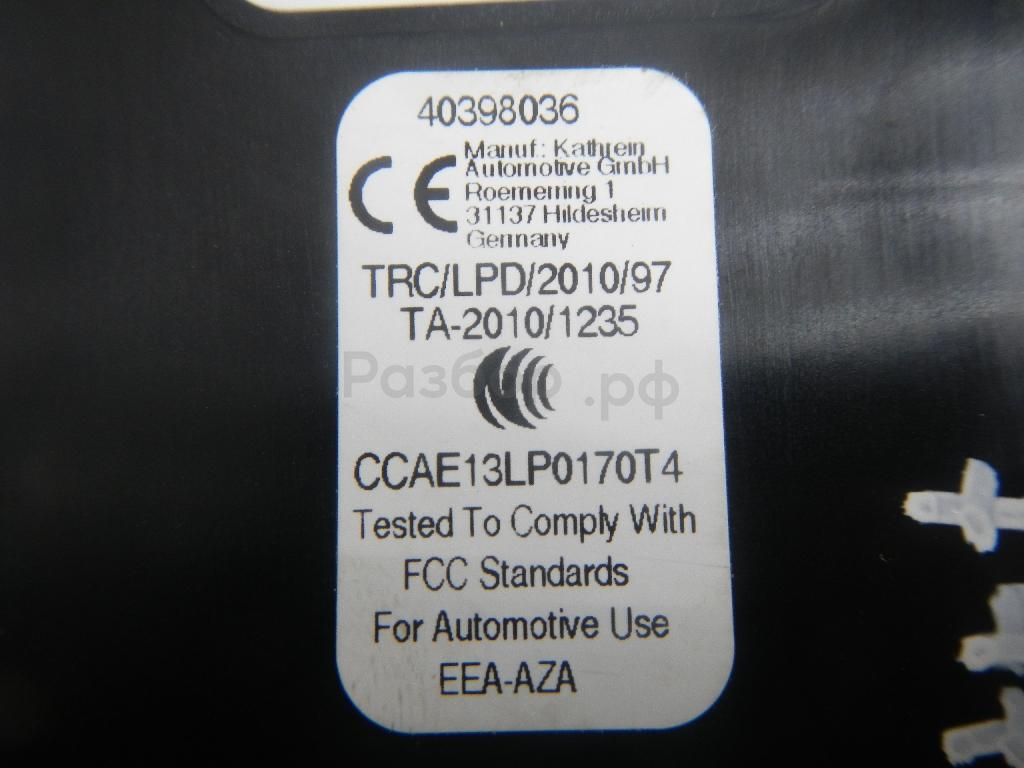 40398036
CE
Manuf.: Kathrein
Automotive GmbH
Roemerring 1
31137 Hildesheim
Germany
TRC/LPD/2010/97
TA-2010/1235
.рф
CCAE13LP0170T4
Tested To Comply With
FCC Standards
For Automotive Use
EEA-AZA